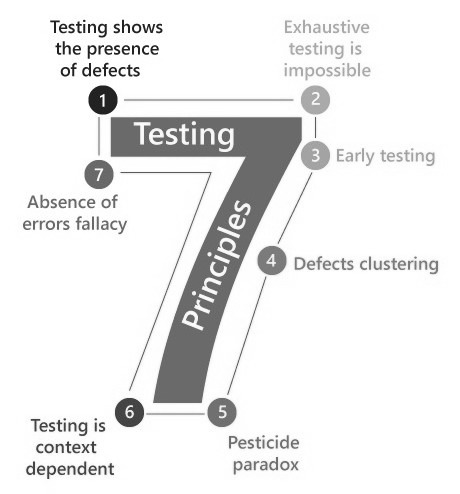 Testing shows
the presence
of defects
Exhaustive
testing is
impossible
1
2
Testing
3 Early testing
7
Absence of
errors fallacy
Principles
4 Defects clustering
6
5
Testing is
context
dependent
Pesticide
paradox